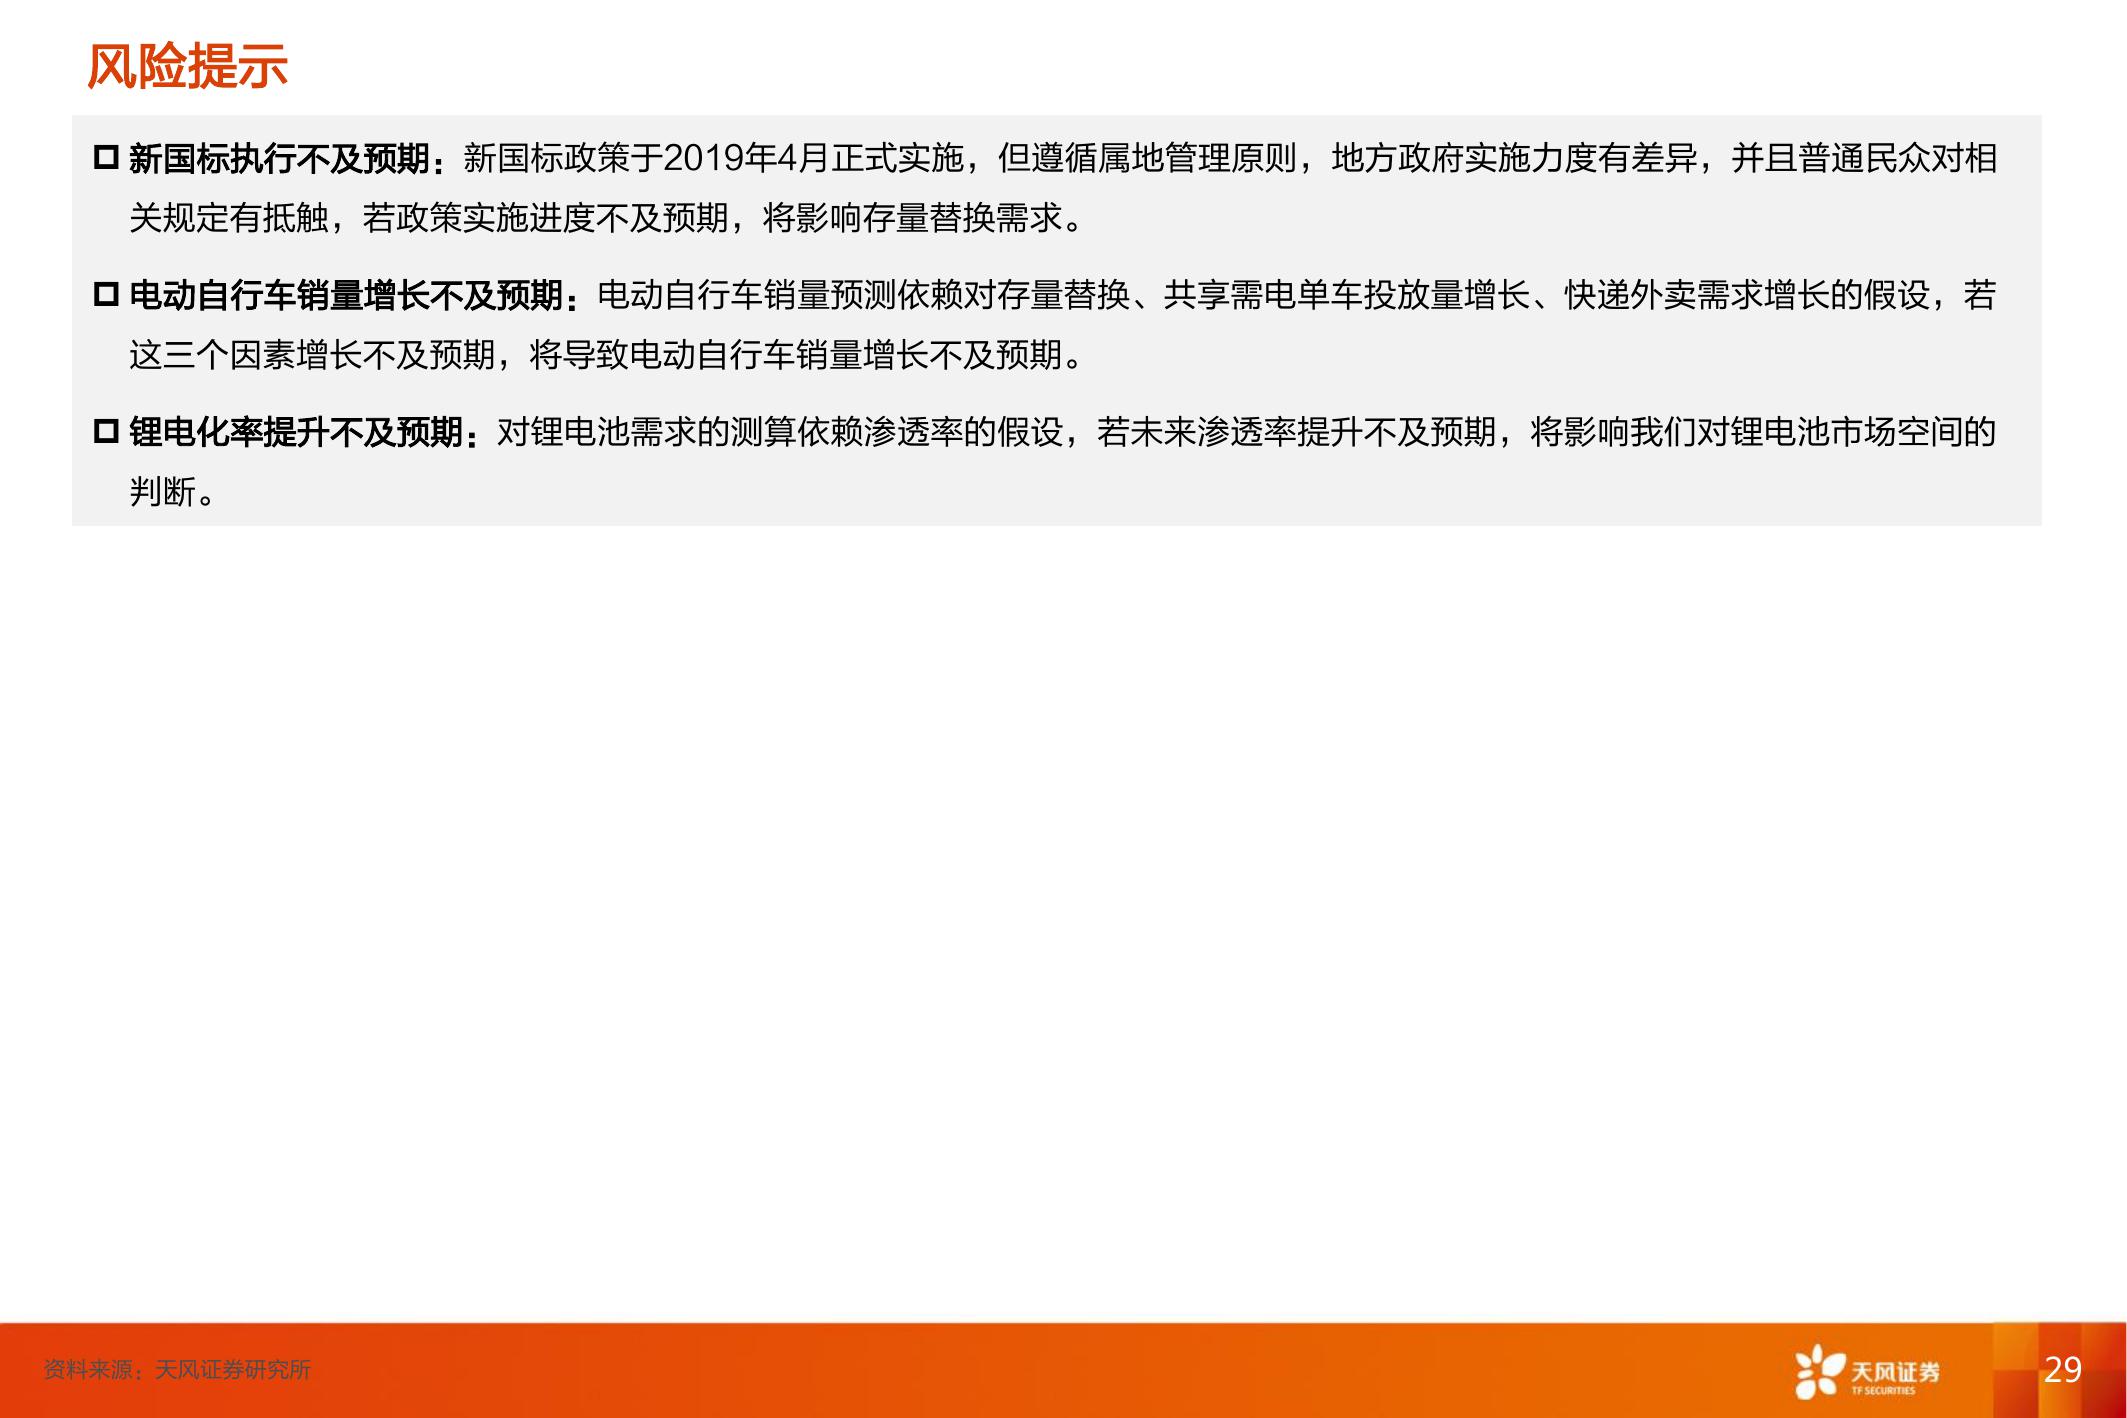 风险提示
新国标执行不及预期：新国标政策于2019年4月正式实施，但遵循属地管理原则，地方政府实施力度有差异，并且普通民众对相
关规定有抵触，若政策实施进度不及预期，将影响存量替换需求。
电动自行车销量增长不及预期：电动自行车销量预测依赖对存量替换、共享需电单车投放量增长、快递外卖需求增长的假设，若
这三个因素增长不及预期，将导致电动自行车销量增长不及预期。
锂电化率提升不及预期：对锂电池需求的测算依赖渗透率的假设，若未来渗透率提升不及预期，将影响我们对锂电池市场空间的
判断。
资料来源：天风证券研究所
天风证券
TF SECURITIES
29